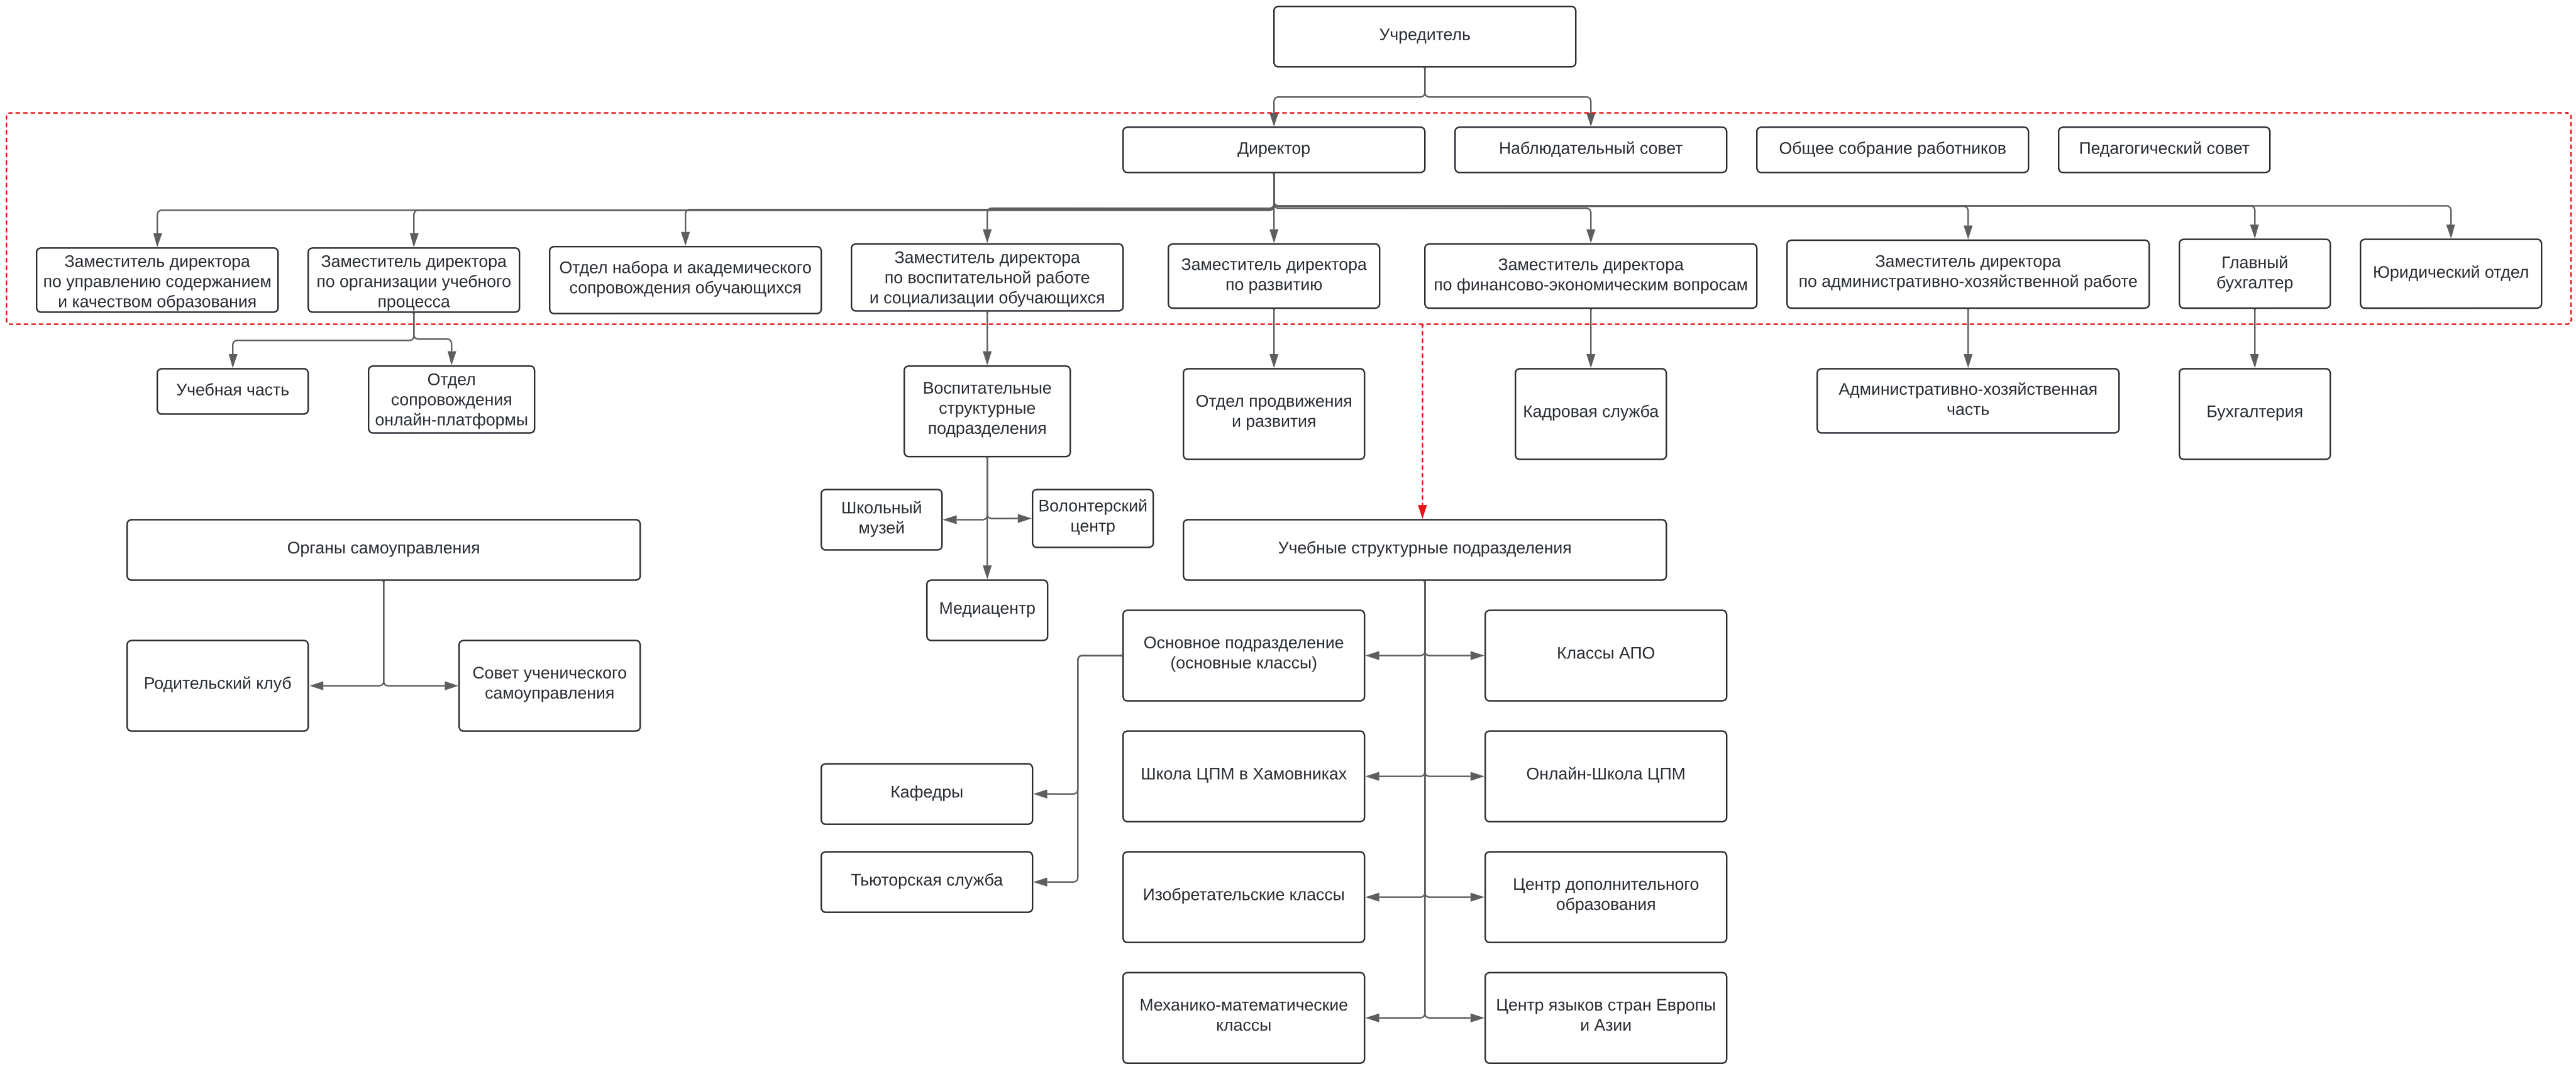 Учредитель
Директор
Наблюдательный совет
Общее собрание работников
Педагогический совет
Заместитель директора
по управлению содержанием
и качеством образования
Заместитель директора
по организации учебного
процесса
Отдел набора и академического
сопровождения обучающихся
Заместитель директора
по воспитательной работе
и социализации обучающихся
Заместитель директора
по развитию
Заместитель директора
по финансово-экономическим вопросам
Заместитель директора
по административно-хозяйственной работе
Главный
бухгалтер
Юридический отдел
Учебная часть
Отдел
сопровождения
онлайн-платформы
Воспитательные
структурные
подразделения
Отдел продвижения
и развития
Кадровая служба
Административно-хозяйственная
часть
Бухгалтерия
Школьный
музей
Волонтерский
центр
Органы самоуправления
Учебные структурные подразделения
Медиацентр
Родительский клуб
Совет ученического
самоуправления
Основное подразделение
(основные классы)
Классы АПО
Кафедры
Школа ЦПМ в Хамовниках
Онлайн-Школа ЦПМ
Тьюторская служба
Изобретательские классы
Центр дополнительного
образования
Механико-математические
классы
Центр языков стран Европы
и Азии